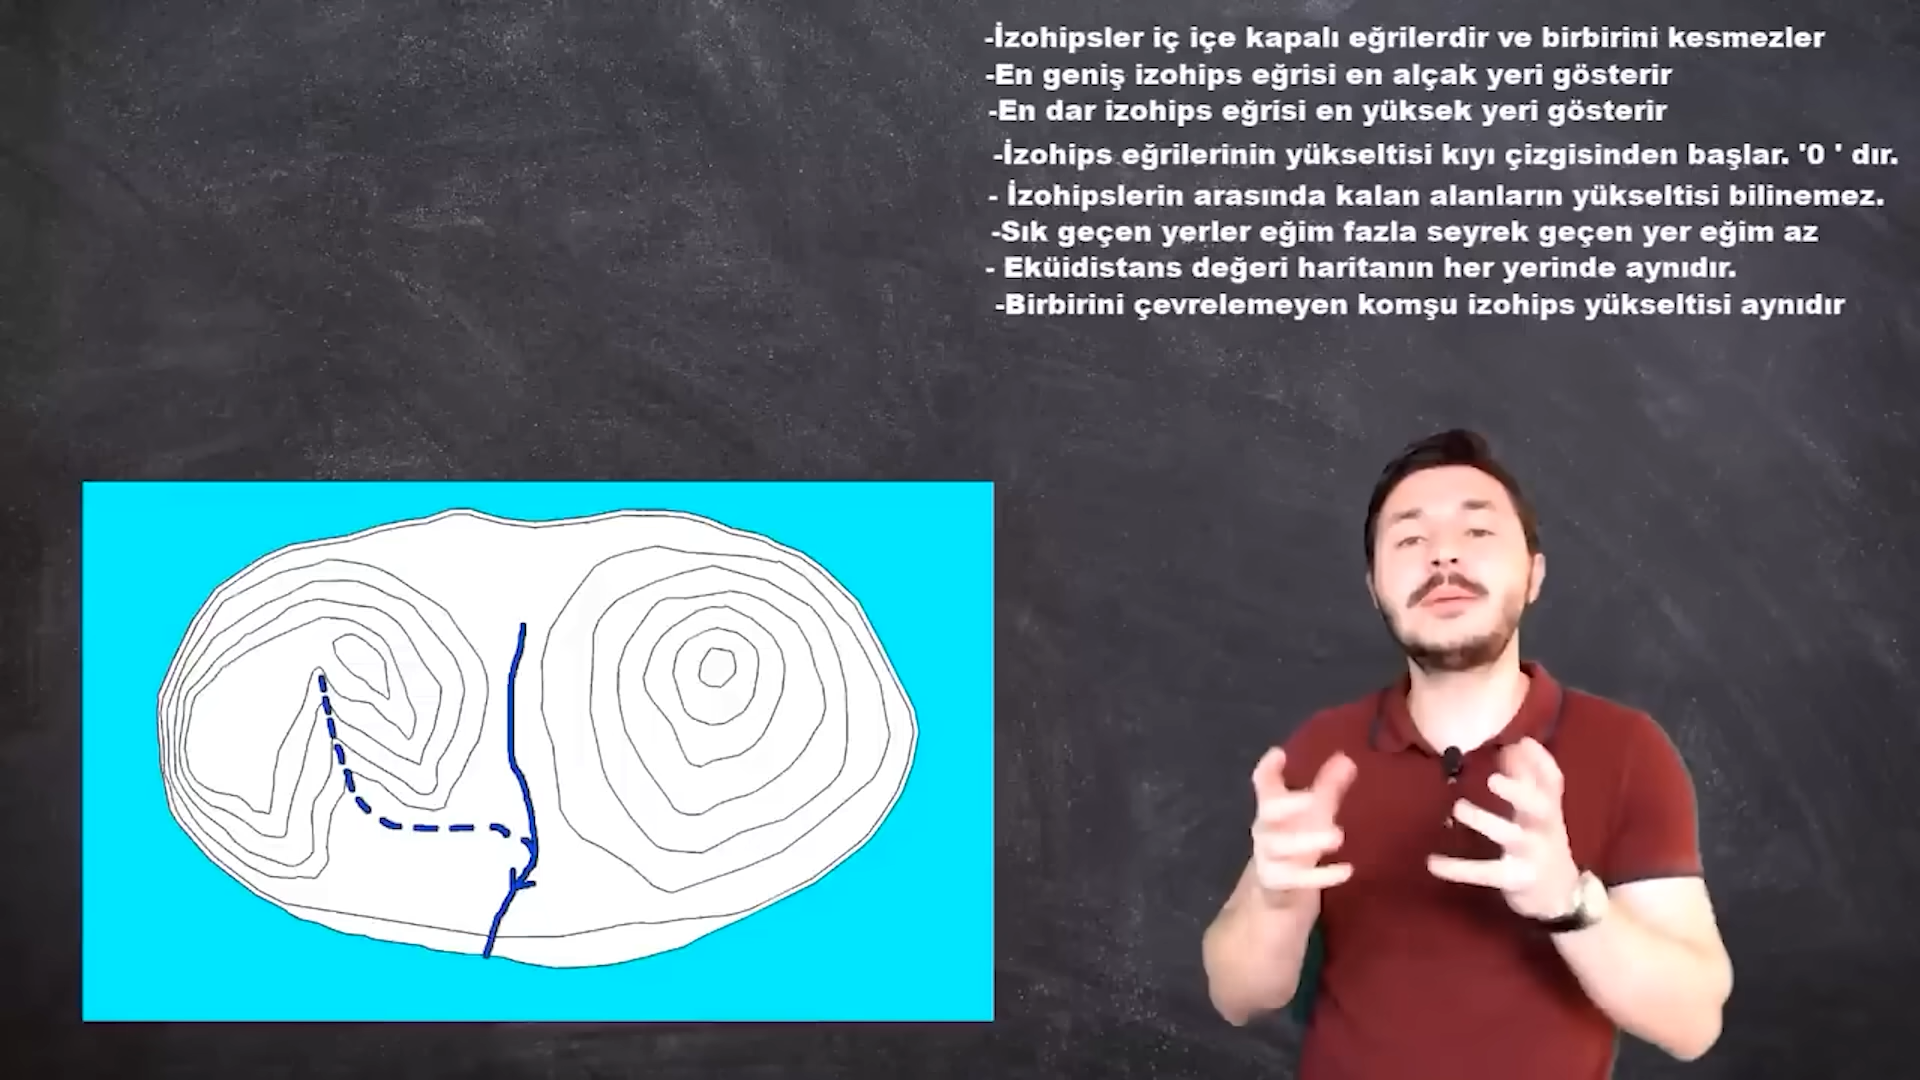 -İzohipsler iç içe kapalı eğrilerdir ve birbirini kesmezler
-En geniş izohips eğrisi en alçak yeri gösterir
-En dar izohips eğrisi en yüksek yeri gösterir
-İzohips eğrilerinin yükseltisi kıyı çizgisinden başlar. '0 ' dır.
- İzohipslerin arasında kalan alanların yükseltisi bilinemez.
-Sık geçen yerler eğim fazla seyrek geçen yer eğim az
- Eküidistans değeri haritanın her yerinde aynıdır.
-Birbirini çevrelemeyen komşu izohips yükseltisi aynıdır